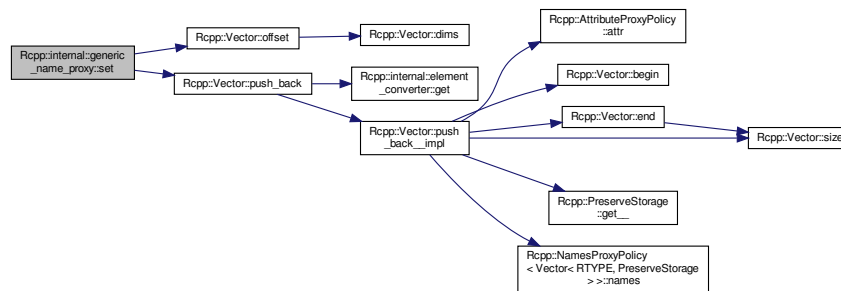 Rcpp::internal::generic
_name_proxy::set
Rcpp::Vector::offset
Rcpp::Vector::dims
Rcpp::Vector::push_back
Rcpp::internal::element
_converter::get
Rcpp::Vector::push
_back__impl
Rcpp::AttributeProxyPolicy
::attr
Rcpp::Vector::begin
Rcpp::Vector::end
Rcpp::Vector::size
Rcpp::PreserveStorage
::get__
Rcpp::NamesProxyPolicy
< Vector< RTYPE, PreserveStorage
> >::names